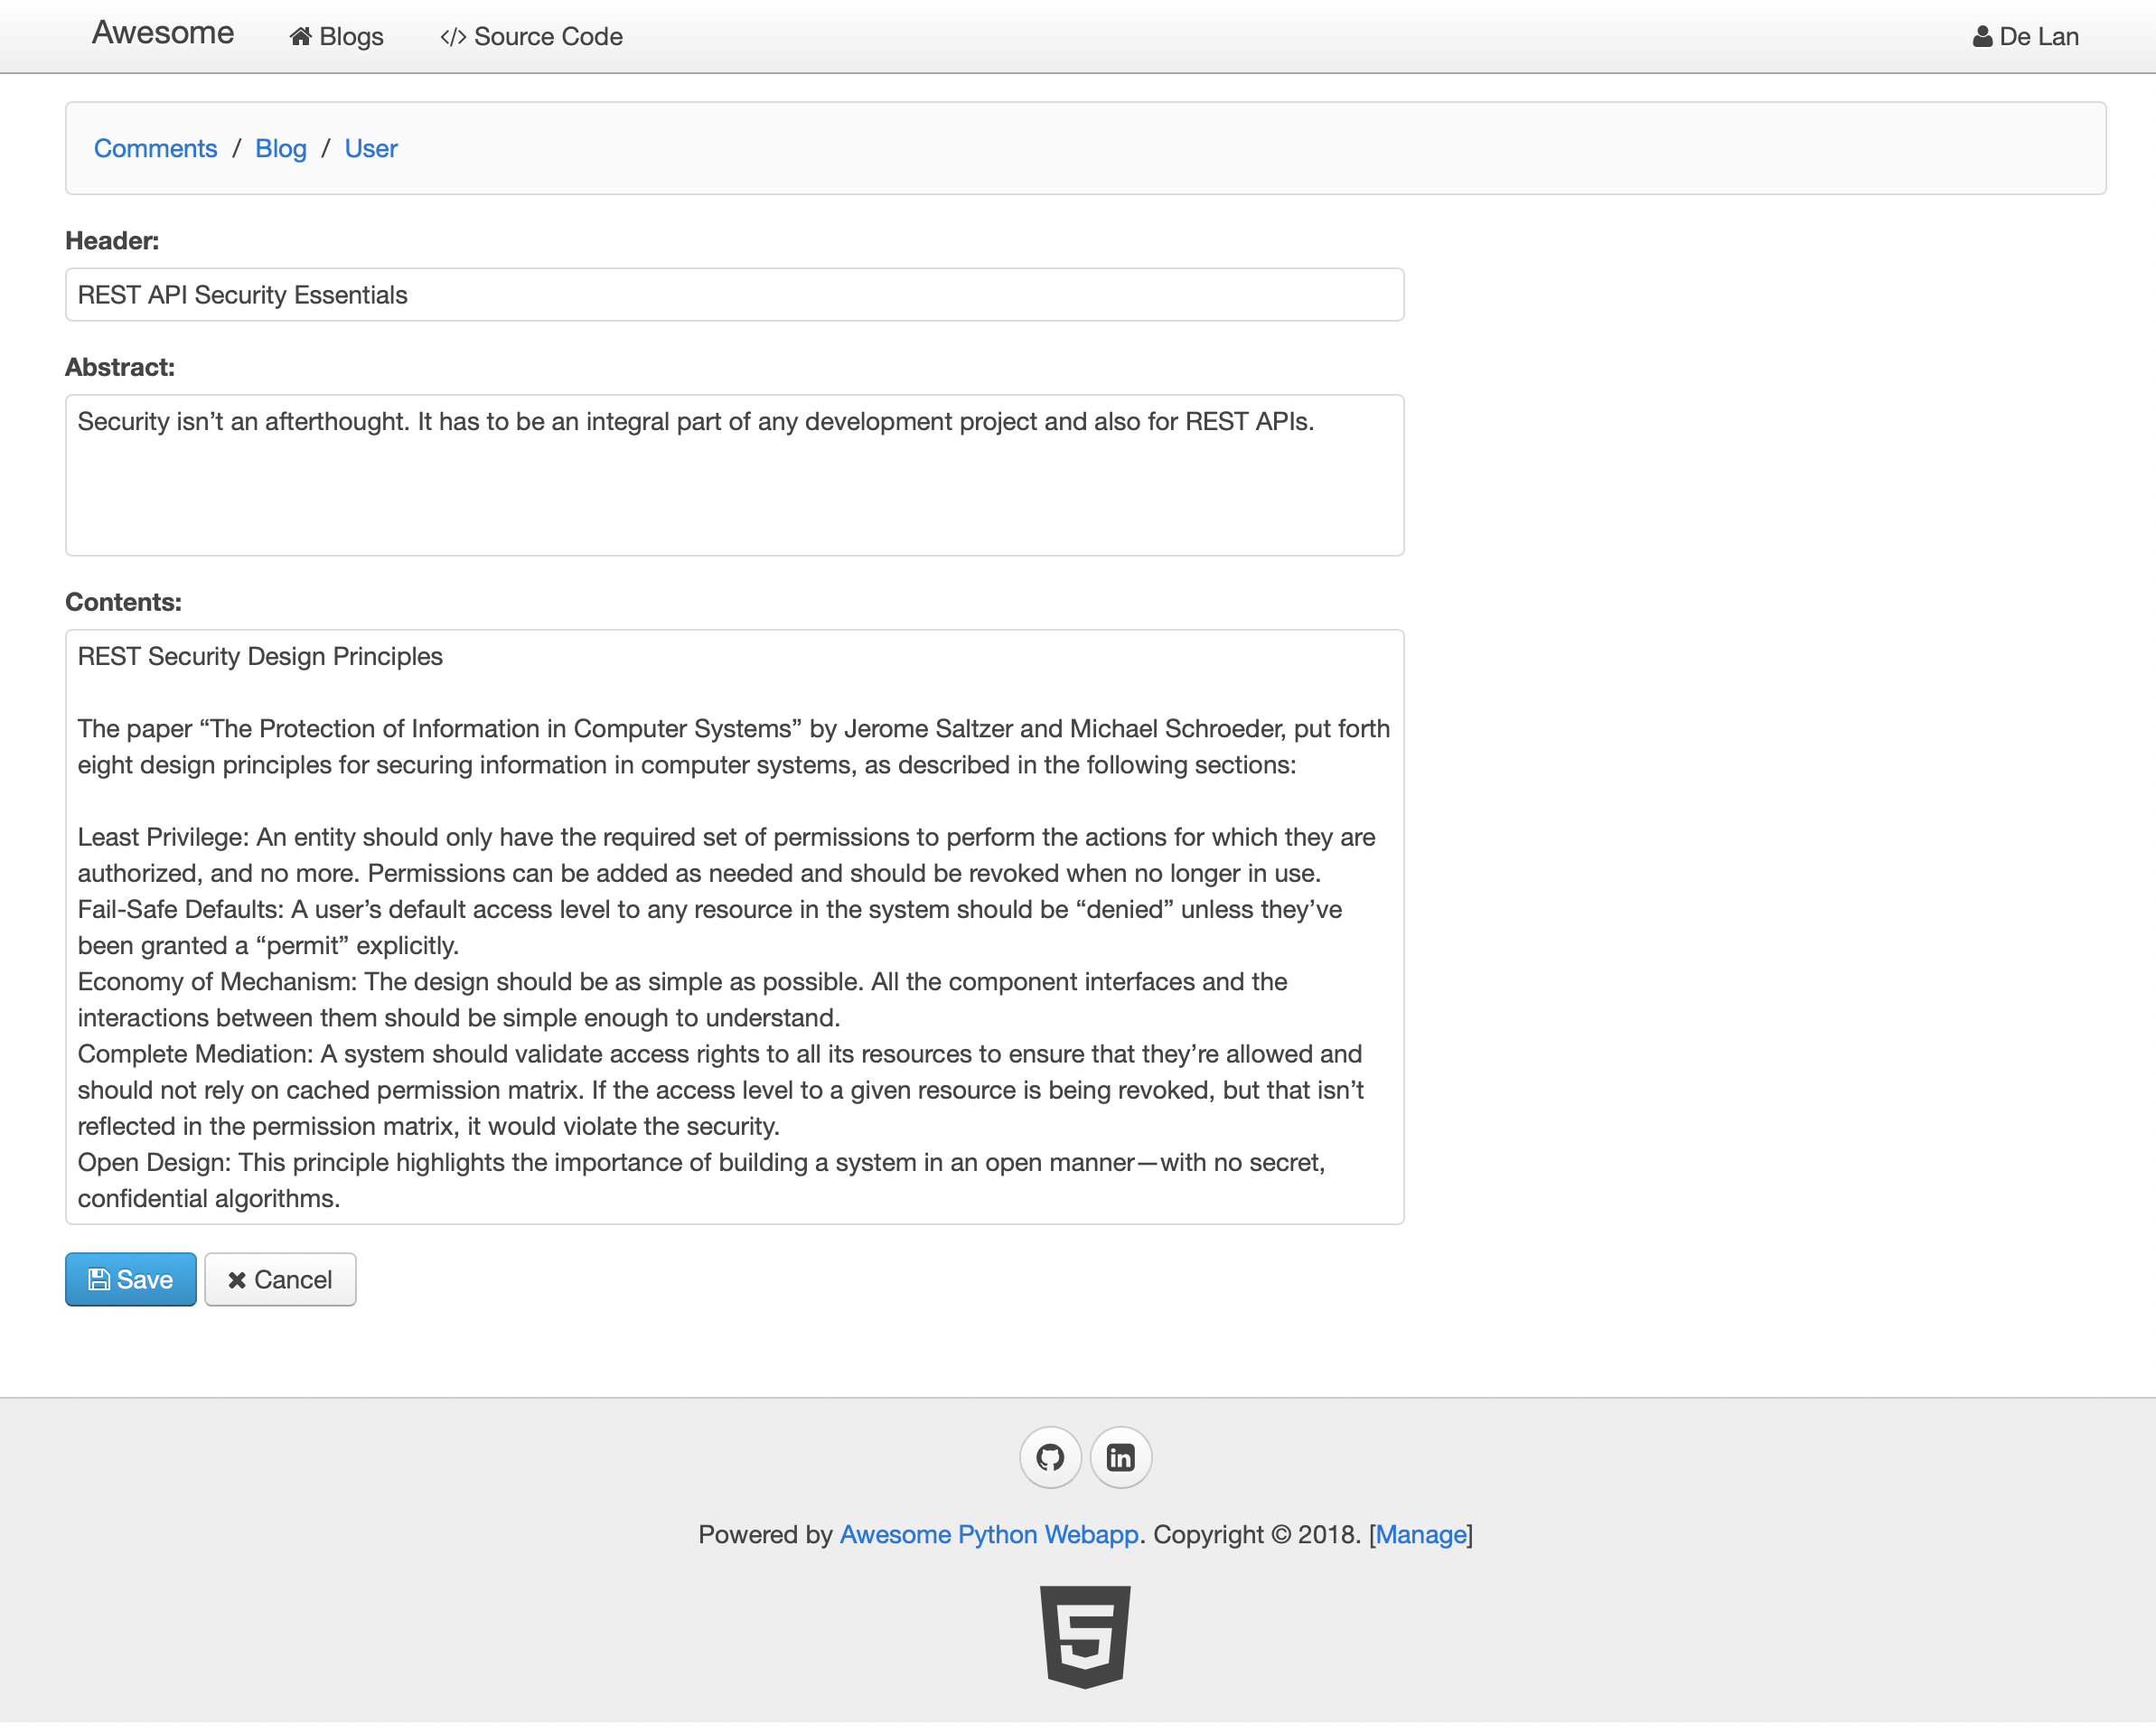 Awesome
Blogs
</> Source Code
De Lan
Comments / Blog / User
Header:
REST API Security Essentials
Abstract:
Security isn’t an afterthought. It has to be an integral part of any development project and also for REST APIs.
Contents:
REST Security Design Principles
The paper “The Protection of Information in Computer Systems” by Jerome Saltzer and Michael Schroeder, put forth
eight design principles for securing information in computer systems, as described in the following sections:
Least Privilege: An entity should only have the required set of permissions to perform the actions for which they are
authorized, and no more. Permissions can be added as needed and should be revoked when no longer in use.
Fail-Safe Defaults: A user’s default access level to any resource in the system should be “denied” unless they’ve
been granted a “permit” explicitly.
Economy of Mechanism: The design should be as simple as possible. All the component interfaces and the
interactions between them should be simple enough to understand.
Complete Mediation: A system should validate access rights to all its resources to ensure that they’re allowed and
should not rely on cached permission matrix. If the access level to a given resource is being revoked, but that isn’t
reflected in the permission matrix, it would violate the security.
Open Design: This principle highlights the importance of building a system in an open manner—with no secret,
confidential algorithms.
Save
Cancel
in
Powered by Awesome Python Webapp. Copyright © 2018. [Manage]
5